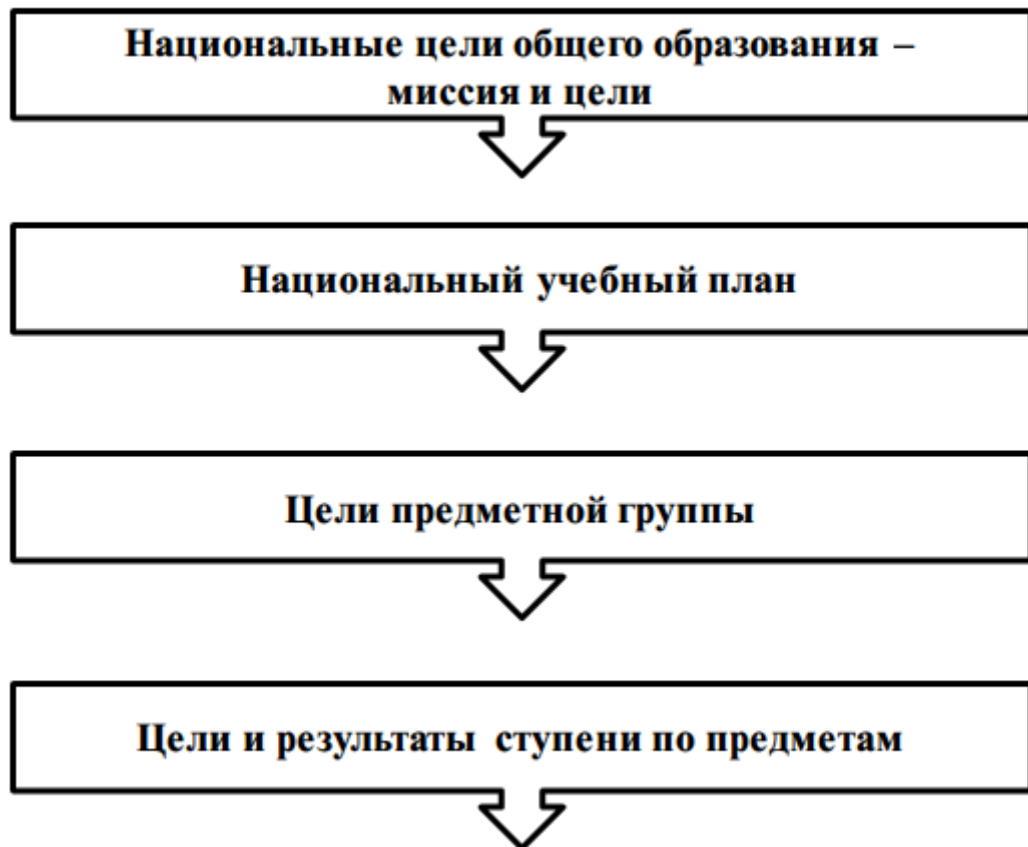 Национальные цели общего образования –
миссия и цели
Национальный учебный план
Цели предметной группы
Цели и результаты ступени по предметам